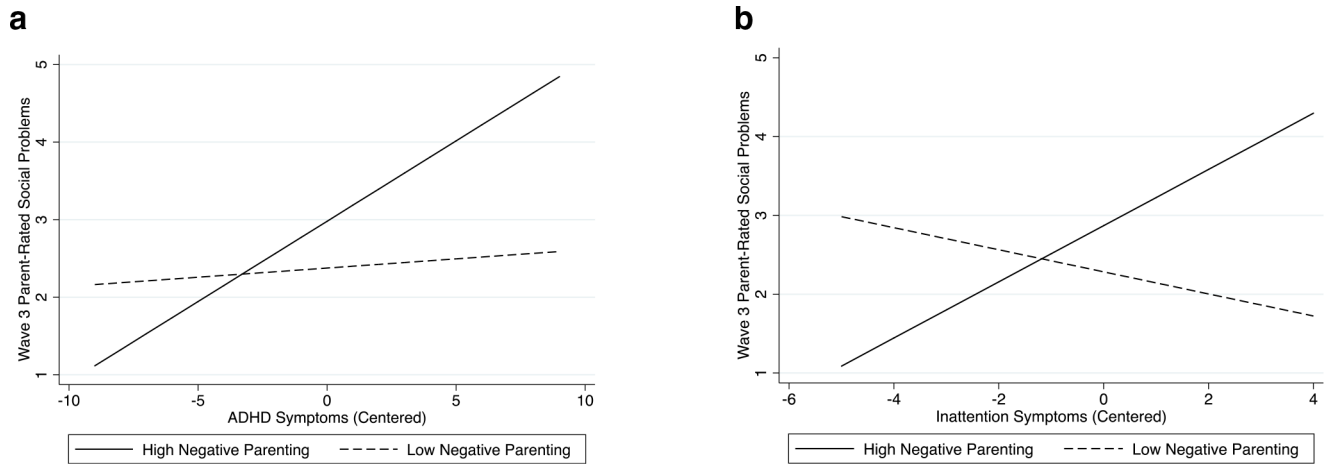 a
Wave 3 Parent-Rated Social Problems
5
4
3
2
1
-10
-5
0
5
10
ADHD Symptoms (Centered)
High Negative Parenting
Low Negative Parenting
b
Wave 3 Parent-Rated Social Problems
5
4
3
2
1
-6
-4
-2
0
2
4
Inattention Symptoms (Centered)
High Negative Parenting
Low Negative Parenting